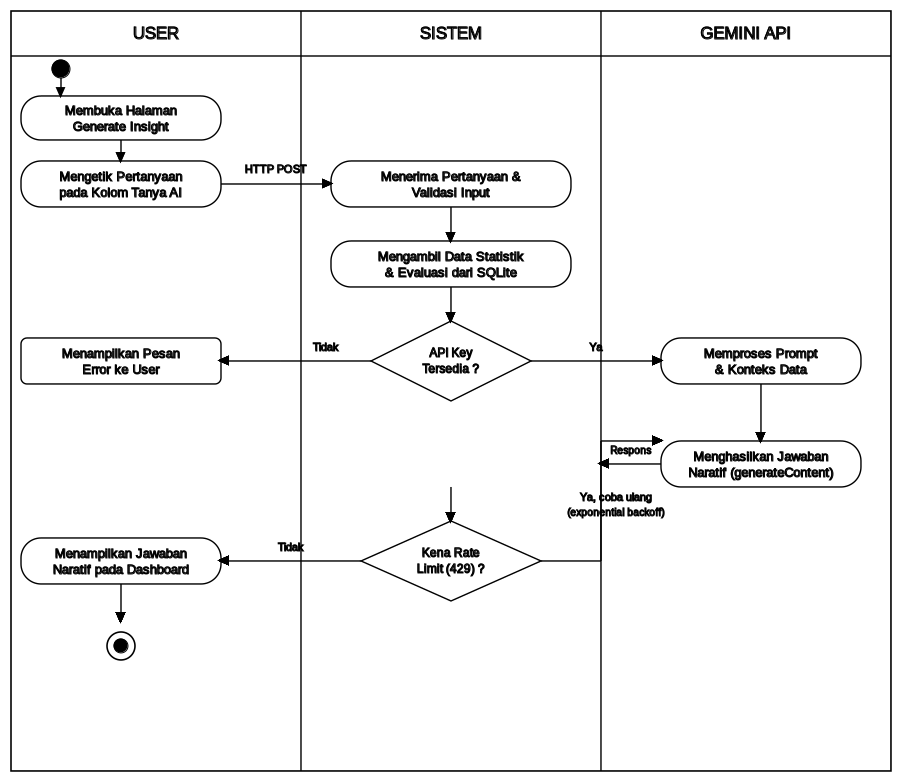 USER
SISTEM
GEMINI API
Membuka Halaman
Generate Insight
Mengetik Pertanyaan
pada Kolom Tanya AI
HTTP POST
Menerima Pertanyaan &
Validasi Input
Mengambil Data Statistik
& Evaluasi dari SQLite
Menampilkan Pesan
Error ke User
Tidak
API Key
Tersedia ?
Ya
Memproses Prompt
& Konteks Data
Respons
Menghasilkan Jawaban
Naratif (generateContent)
Ya, coba ulang
(exponential backoff)
Menampilkan Jawaban
Naratif pada Dashboard
Tidak
Kena Rate
Limit (429) ?